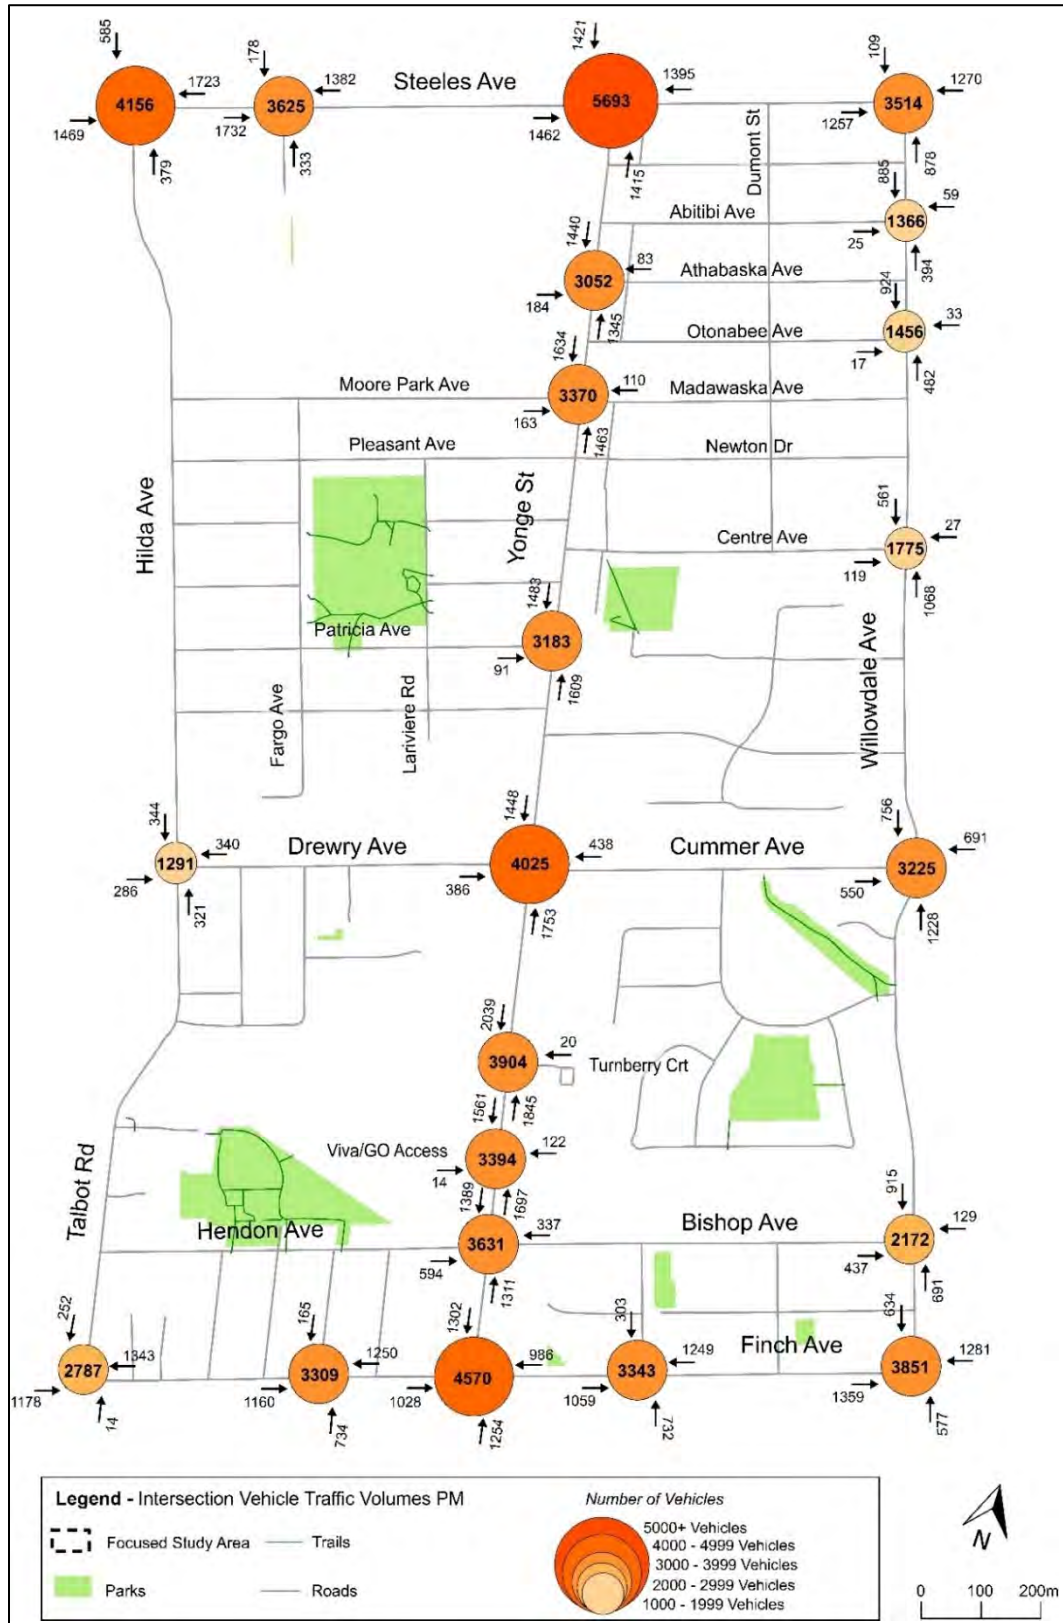 585
178
1421
109
1723
1382
Steeles Ave
1395
1270
4156
3625
5693
3514
1469
1732
1462
1257
379
333
1415
Dumont St
878
885
Abitibi Ave
59
1366
25
394
1440
83
Athabaska Ave
3052
184
1345
924
33
Otonabee Ave
1456
17
482
1634
Moore Park Ave
110
Madawaska Ave
3370
163
1463
Pleasant Ave
Newton Dr
Hilda Ave
Yonge St
561
27
Centre Ave
1775
119
1068
1483
Patricia Ave
3183
91
1609
Fargo Ave
Lariviere Rd
Willowdale Ave
344
1448
756
340
Drewry Ave
438
Cummer Ave
691
1291
4025
3225
286
386
550
321
1753
1228
2039
20
3904
Turnberry Crt
1561
1845
Viva/GO Access
122
3394
14
1389
1697
Talbot Rd
915
Hendon Ave
337
Bishop Ave
129
3631
2172
594
437
1311
691
252
165
1302
303
634
1343
1250
986
1249
Finch Ave
1281
2787
3309
4570
3343
3851
1178
1160
1028
1059
1359
14
734
1254
732
577
Legend - Intersection Vehicle Traffic Volumes PM
Focused Study Area
Trails
Parks
Roads
Number of Vehicles
5000+ Vehicles
4000 - 4999 Vehicles
3000 - 3999 Vehicles
2000 - 2999 Vehicles
1000 - 1999 Vehicles
N
0 100 200m